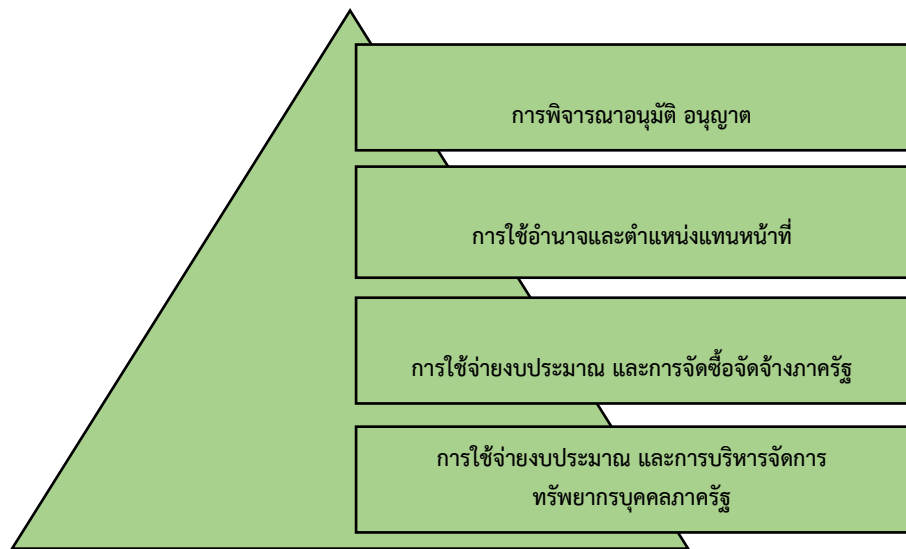 การพิจารณาอนุมัติ อนุญาต
การใช้อำนาจและตำแหน่งแทนหน้าที่
การใช้จ่ายงบประมาณ และการจัดซื้อจัดจ้างภาครัฐ
การใช้จ่ายงบประมาณ และการบริหารจัดการ
ทรัพยากรบุคคลภาครัฐ